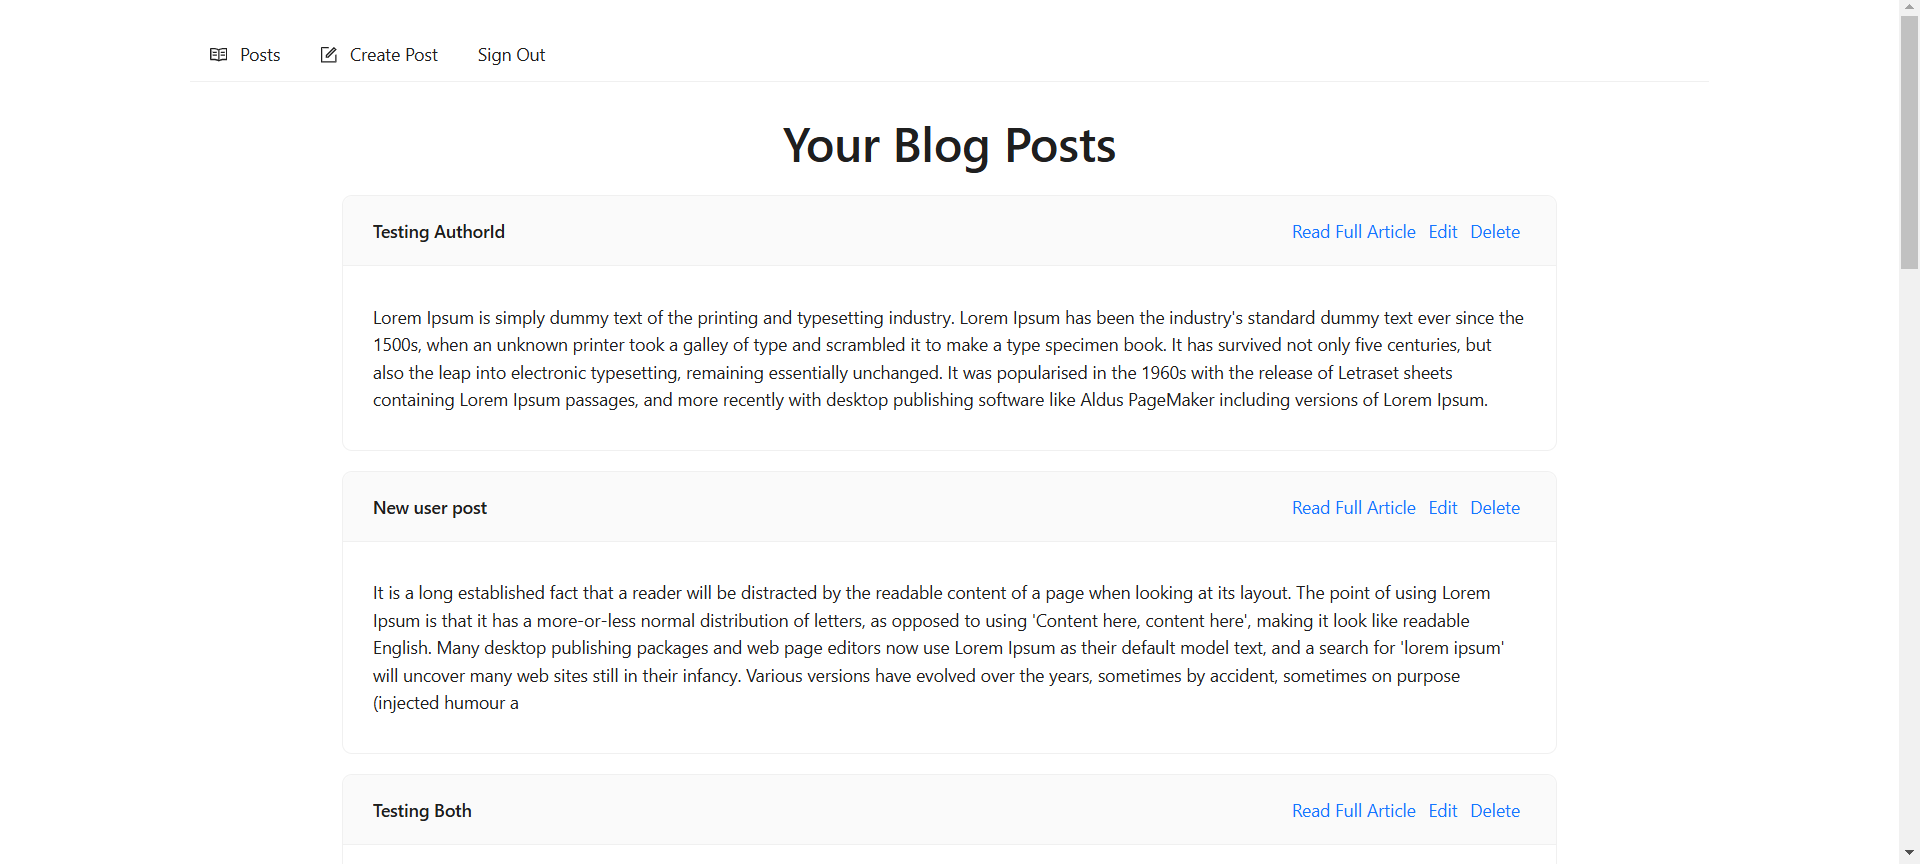 Posts Create Post Sign Out
Your Blog Posts
Testing AuthorId Read Full Article Edit Delete
Lorem Ipsum is simply dummy text of the printing and typesetting industry. Lorem Ipsum has been the industry's standard dummy text ever since the
1500s, when an unknown printer took a galley of type and scrambled it to make a type specimen book. It has survived not only five centuries, but
also the leap into electronic typesetting, remaining essentially unchanged. It was popularised in the 1960s with the release of Letraset sheets
containing Lorem Ipsum passages, and more recently with desktop publishing software like Aldus PageMaker including versions of Lorem Ipsum.
New user post Read Full Article Edit Delete
It is a long established fact that a reader will be distracted by the readable content of a page when looking at its layout. The point of using Lorem
Ipsum is that it has a more-or-less normal distribution of letters, as opposed to using 'Content here, content here', making it look like readable
English. Many desktop publishing packages and web page editors now use Lorem Ipsum as their default model text, and a search for 'lorem ipsum'
will uncover many web sites still in their infancy. Various versions have evolved over the years, sometimes by accident, sometimes on purpose
(injected humour a
Testing Both Read Full Article Edit Delete